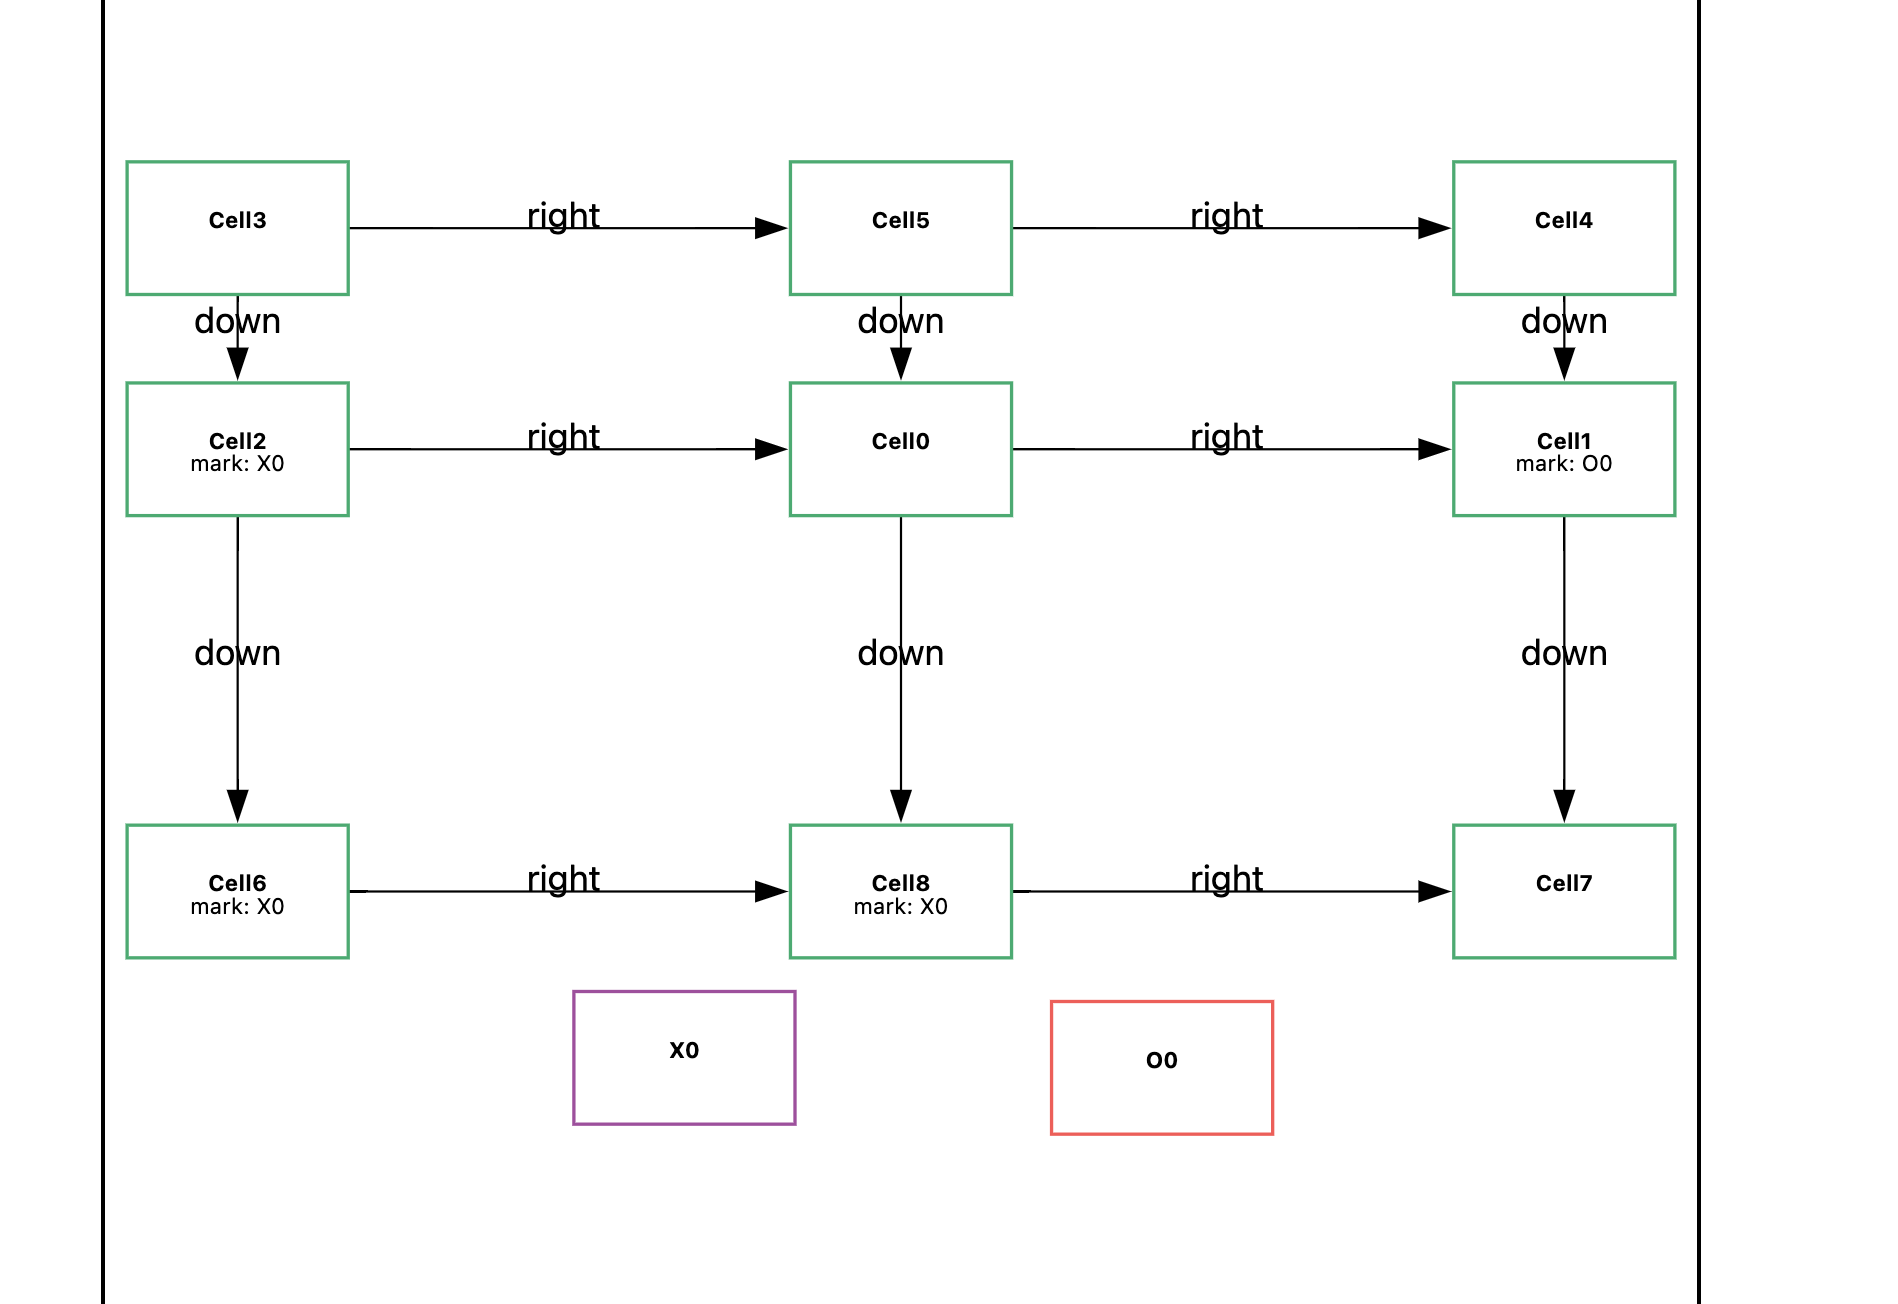 Cell3
right
Cell5
right
Cell4
down
down
down
Cell2
mark: X0
right
Cell0
right
Cell1
mark: O0
down
down
down
Cell6
mark: X0
right
Cell8
mark: X0
right
Cell7
X0
O0